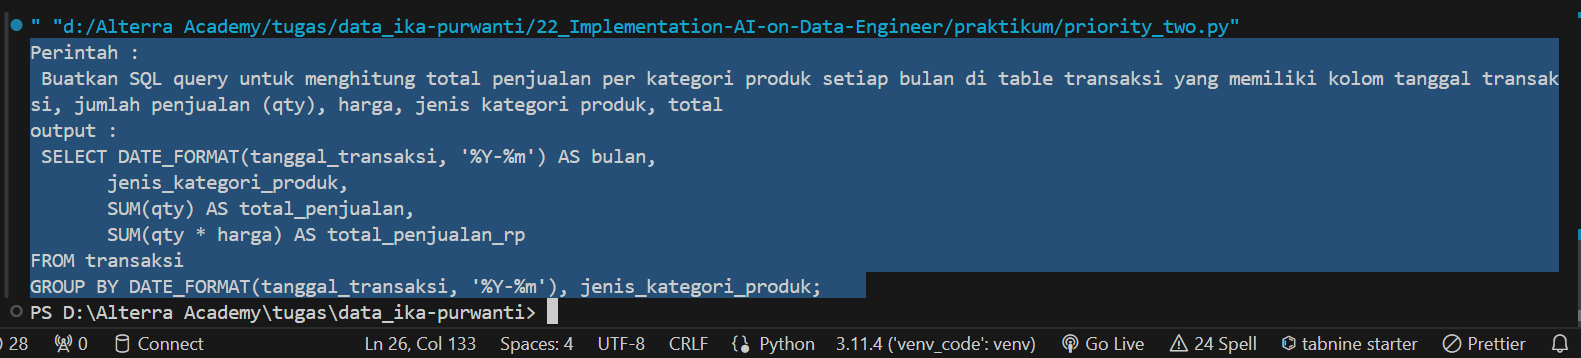 " "d:/Alterra Academy/tugas/data_ika-purwanti/22_Implementation-AI-on-Data-Engineer/praktikum/priority_two.py"
Perintah :
 Buatkan SQL query untuk menghitung total penjualan per kategori produk setiap bulan di table transaksi yang memiliki kolom tanggal transak
si, jumlah penjualan (qty), harga, jenis kategori produk, total
output :
 SELECT DATE_FORMAT(tanggal_transaksi, '%Y-%m') AS bulan,
       jenis_kategori_produk,
       SUM(qty) AS total_penjualan,
       SUM(qty * harga) AS total_penjualan_rp
FROM transaksi
GROUP BY DATE_FORMAT(tanggal_transaksi, '%Y-%m'), jenis_kategori_produk;
PS D:\Alterra Academy\tugas\data_ika-purwanti>
28 0 Connect Ln 26, Col 133 Spaces: 4 UTF-8 CRLF Python 3.11.4 ('venv_code': venv) Go Live 24 Spell tabnine starter Prettier